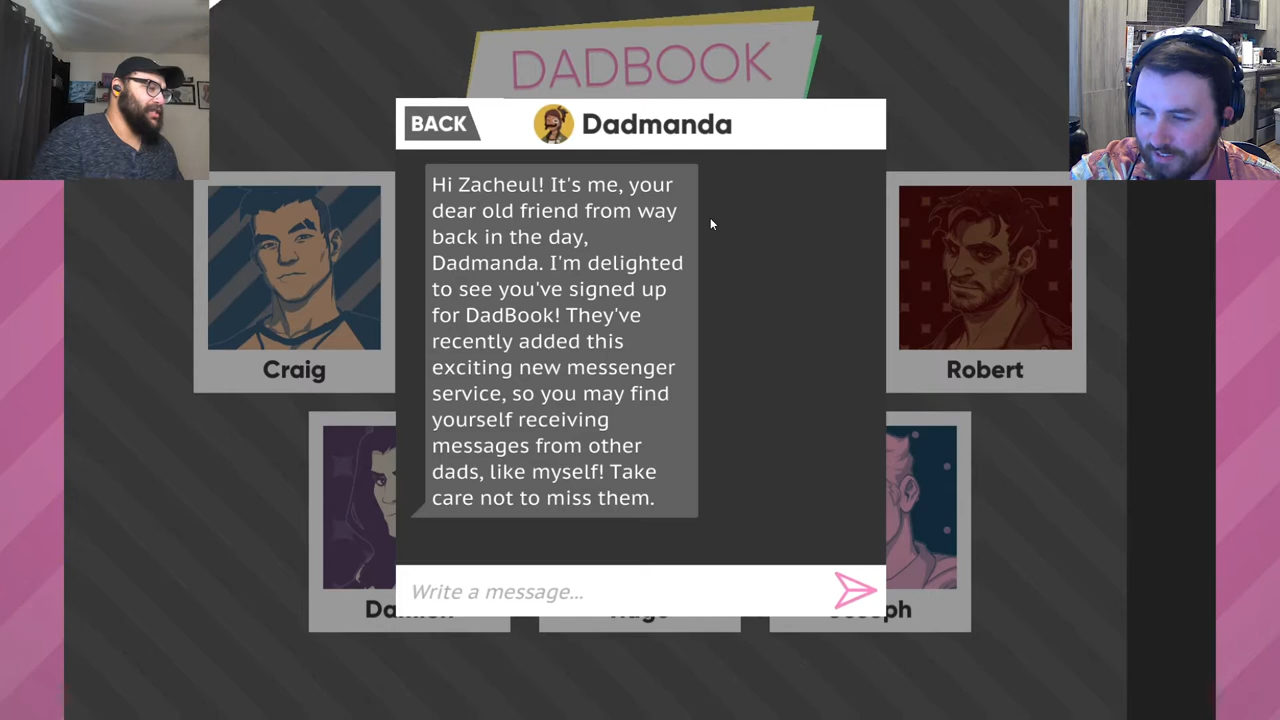 DADBOOK
BACK
Dadmanda
Hi Zacheul! It's me, your
dear old friend from way
back in the day,
Dadmanda. I'm delighted
to see you've signed up
for DadBook! They've
recently added this
exciting new messenger
service, so you may find
yourself receiving
messages from other
dads, like myself! Take
care not to miss them.
Craig
Robert
Write a message...